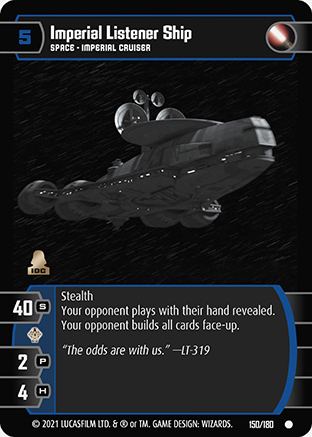 5 Imperial Listener Ship
SPACE - IMPERIAL CRUISER
IDC
40 S
Stealth
Your opponent plays with their hand revealed.
Your opponent builds all cards face-up.
2 P
"The odds are with us." —LT-319
4 H
© 2021 LUCASFILM LTD. & ® or TM. GAME DESIGN: WIZARDS. 150/180